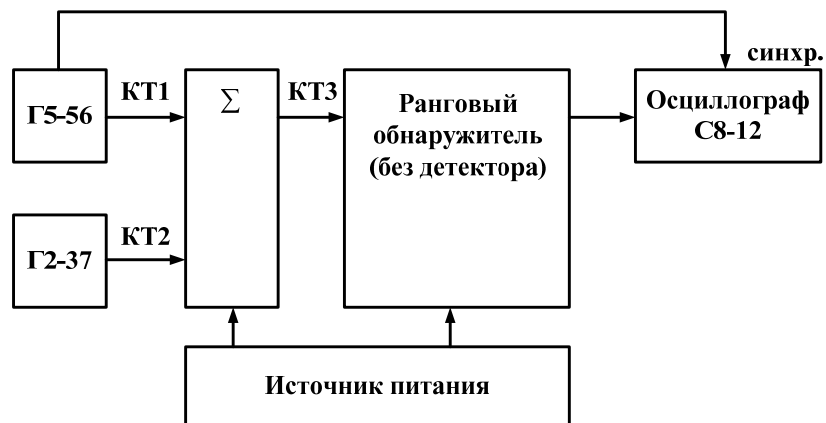 синхр.
Г5-56
КТ1
Σ
КТ3
Ранговый
обнаружитель
(без детектора)
Осциллограф
С8-12
Г2-37
КТ2
Источник питания